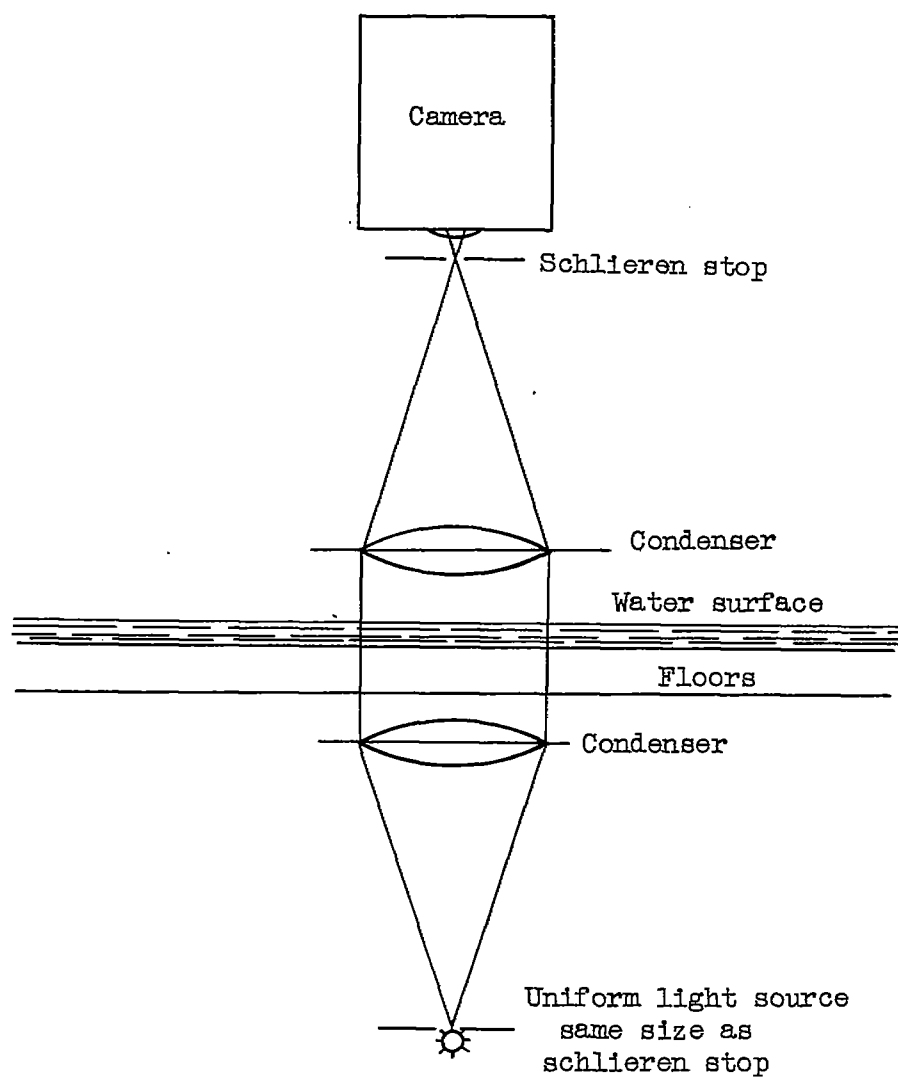 Camera
Schlieren stop
Condenser
Water surface
Floors
Condenser
Uniform light source
same size as
schlieren stop